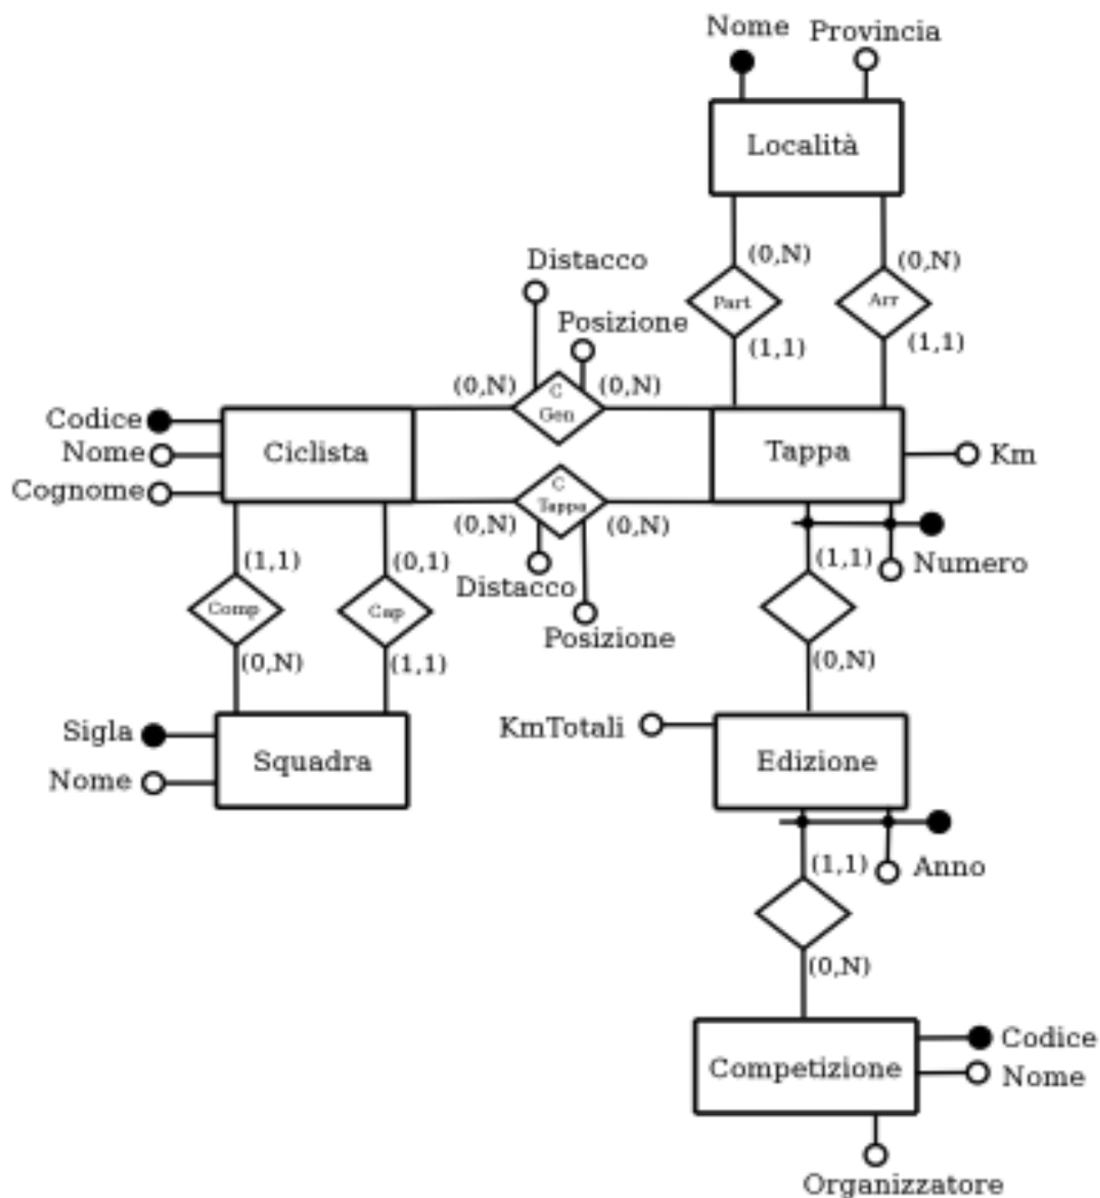 Nome Provincia
Località
(0,N) (0,N)
Part Arr
(1,1) (1,1)
Distacco
Posizione
(0,N) C Gen (0,N)
Codice
Nome
Cognome
Ciclista
Tappa
Km
(0,N) C Tappa (0,N)
Distacco
Posizione
(1,1) (0,1)
Comp Cap
(0,N) (1,1)
(1,1) Numero
(0,N)
Sigla
Nome
Squadra
KmTotali
Edizione
(1,1) Anno
(0,N)
Competizione
Codice
Nome
Organizzatore